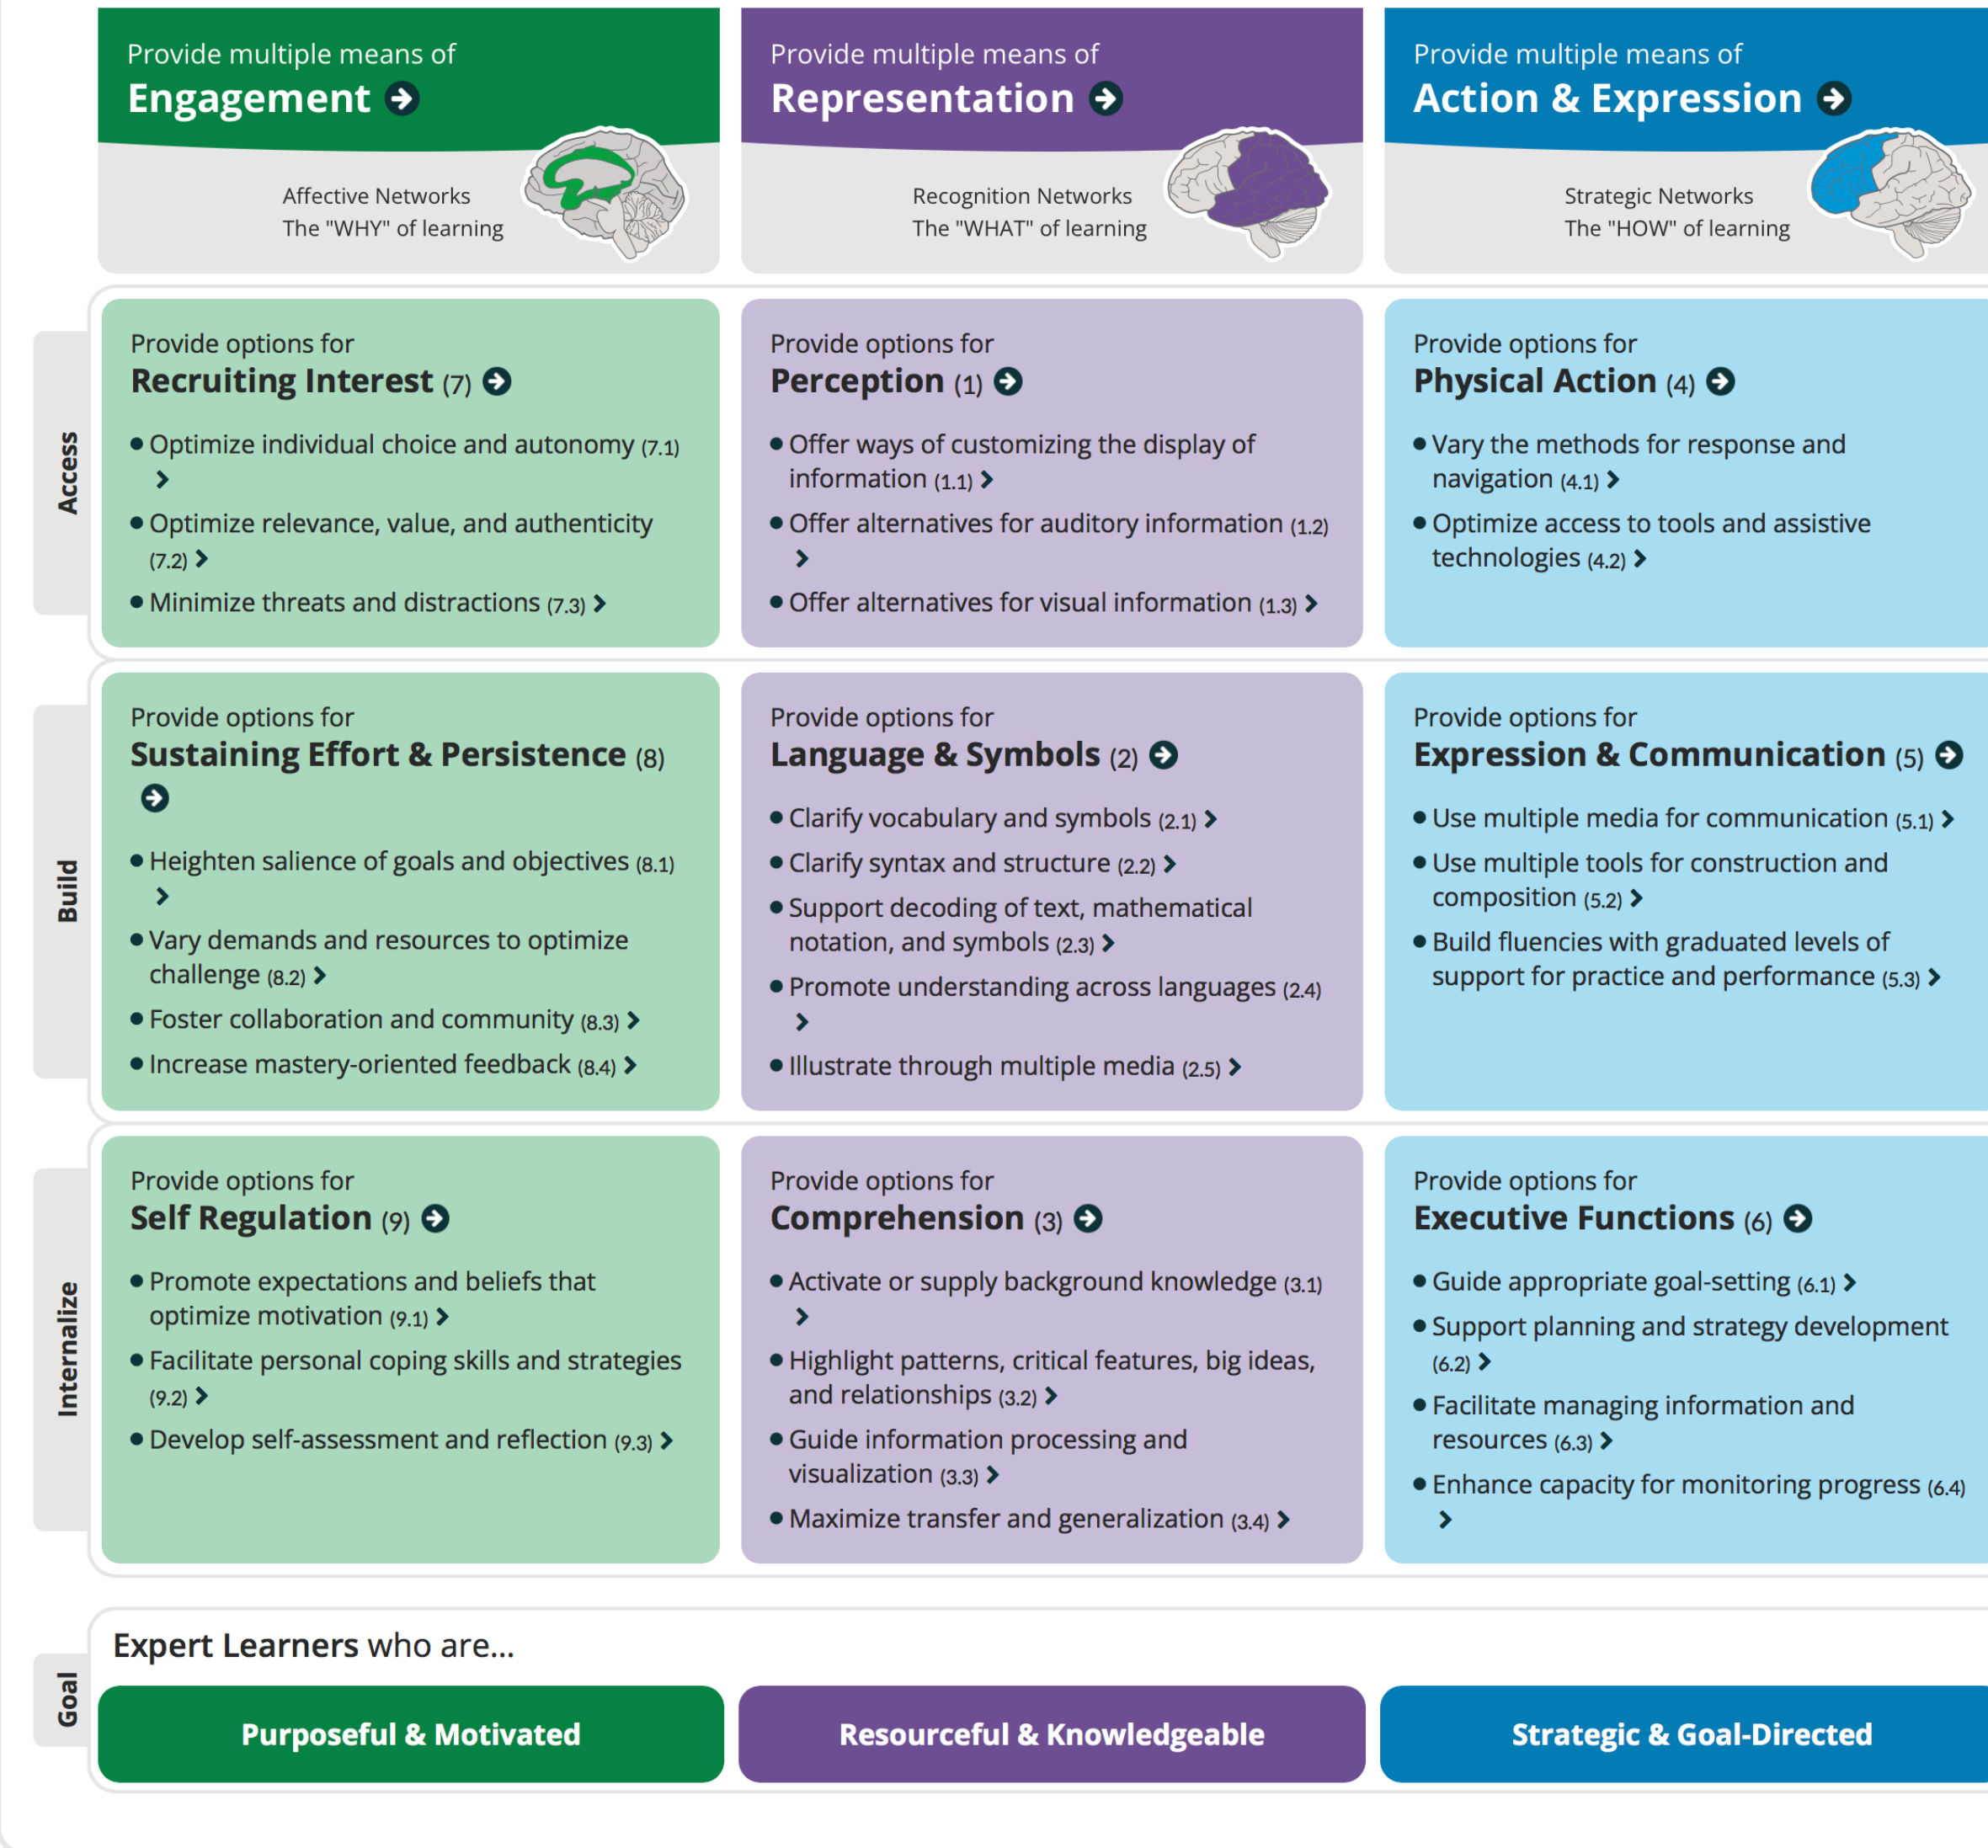 Provide multiple means of
Engagement
Affective Networks
The "WHY" of learning
Provide multiple means of
Representation
Recognition Networks
The "WHAT" of learning
Provide multiple means of
Action & Expression
Strategic Networks
The "HOW" of learning
Access
Provide options for
Recruiting Interest (7)
Optimize individual choice and autonomy (7.1)
Optimize relevance, value, and authenticity
(7.2)
Minimize threats and distractions (7.3)
Provide options for
Perception (1)
Offer ways of customizing the display of
information (1.1)
Offer alternatives for auditory information (1.2)
Offer alternatives for visual information (1.3)
Provide options for
Physical Action (4)
Vary the methods for response and
navigation (4.1)
Optimize access to tools and assistive
technologies (4.2)
Build
Provide options for
Sustaining Effort & Persistence (8)
Heighten salience of goals and objectives (8.1)
Vary demands and resources to optimize
challenge (8.2)
Foster collaboration and community (8.3)
Increase mastery-oriented feedback (8.4)
Provide options for
Language & Symbols (2)
Clarify vocabulary and symbols (2.1)
Clarify syntax and structure (2.2)
Support decoding of text, mathematical
notation, and symbols (2.3)
Promote understanding across languages (2.4)
Illustrate through multiple media (2.5)
Provide options for
Expression & Communication (5)
Use multiple media for communication (5.1)
Use multiple tools for construction and
composition (5.2)
Build fluencies with graduated levels of
support for practice and performance (5.3)
Internalize
Provide options for
Self Regulation (9)
Promote expectations and beliefs that
optimize motivation (9.1)
Facilitate personal coping skills and strategies
(9.2)
Develop self-assessment and reflection (9.3)
Provide options for
Comprehension (3)
Activate or supply background knowledge (3.1)
Highlight patterns, critical features, big ideas,
and relationships (3.2)
Guide information processing and
visualization (3.3)
Maximize transfer and generalization (3.4)
Provide options for
Executive Functions (6)
Guide appropriate goal-setting (6.1)
Support planning and strategy development
(6.2)
Facilitate managing information and
resources (6.3)
Enhance capacity for monitoring progress (6.4)
Goal
Expert Learners who are...
Purposeful & Motivated
Resourceful & Knowledgeable
Strategic & Goal-Directed